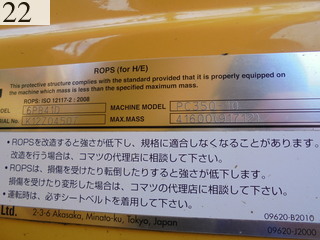 22
ROPS (for H/E)
This protective structure complies with the standard provided that it is properly equipped on
the machine which mass is less than the specified maximum mass.
ROPS: ISO 12117-2 : 2008
ODEL
MACHINE MODEL PC350
RIAL
MAX.MASS
•ROPSを改造すると強さが低下し、規格に適合しなくなることがあります。
改造を行う場合は、コマツの代理店に相談して下さい。
•ROPSは、損傷を受けたり転倒したりすると強さが低下します。
損傷を受けたり変形した場合は、コマツの代理店に相談して下さい。
•運転時は、必ずシートベルトを着用して下さい。
09620-B2010
Ltd. 2-3-6 Akasaka, Minato-ku, Tokyo, Japan
09620-J2000